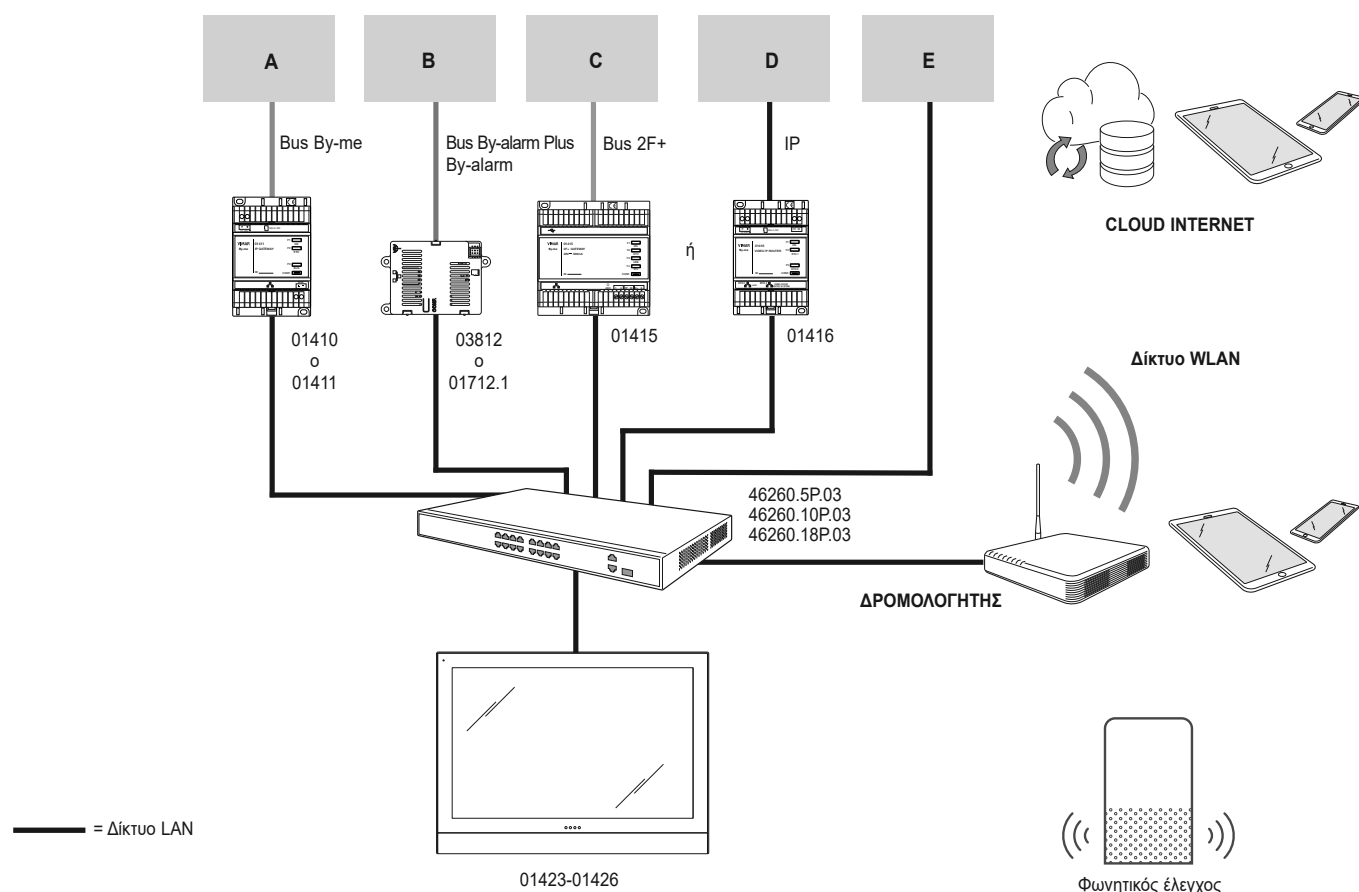 A
B
C
D
E
Bus By-me
Bus By-alarm Plus
By-alarm
Bus 2F+
IP
CLOUD INTERNET
ή
01410
o
01411
03812
o
01712.1
01415
01416
Δίκτυο WLAN
46260.5P.03
46260.10P.03
46260.18P.03
ΔΡΟΜΟΛΟΓΗΤΗΣ
= Δίκτυο LAN
01423-01426
Φωνητικός έλεγχος